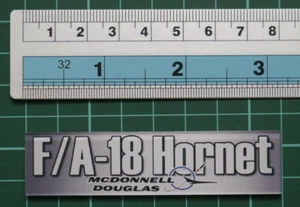 1 2 3 4 5 6 7 8
32 1 2 3
F/A-18 Hornet
MCDONNELL
DOUGLAS